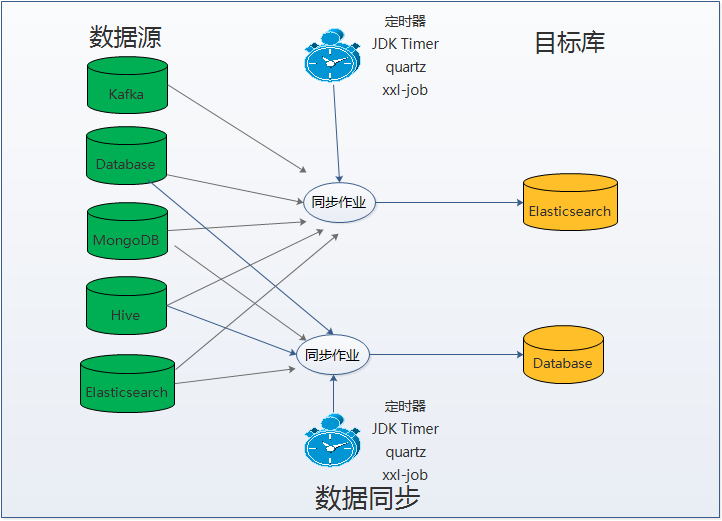 数据源
Kafka
Database
MongoDB
Hive
Elasticsearch
定时器
JDK Timer
quartz
xxl-job
同步作业
同步作业
定时器
JDK Timer
quartz
xxl-job
数据同步
目标库
Elasticsearch
Database